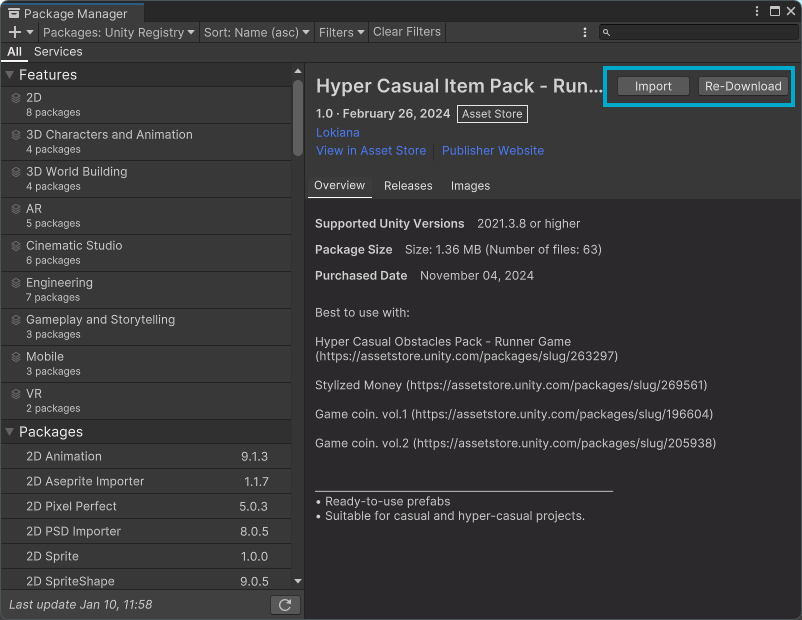 Package Manager
Packages: Unity Registry Sort: Name (asc) Filters Clear Filters
All Services
Features
2D
8 packages
3D Characters and Animation
4 packages
3D World Building
4 packages
AR
5 packages
Cinematic Studio
6 packages
Engineering
7 packages
Gameplay and Storytelling
3 packages
Mobile
3 packages
VR
2 packages
Packages
2D Animation 9.1.3
2D Aseprite Importer 1.1.7
2D Pixel Perfect 5.0.3
2D PSD Importer 8.0.5
2D Sprite 1.0.0
2D SpriteShape 9.0.5
Last update Jan 10, 11:58
Hyper Casual Item Pack - Run... Import Re-Download
1.0 · February 26, 2024 Asset Store
Lokiana
View in Asset Store Publisher Website
Overview Releases Images
Supported Unity Versions 2021.3.8 or higher
Package Size Size: 1.36 MB (Number of files: 63)
Purchased Date November 04, 2024
Best to use with:
Hyper Casual Obstacles Pack - Runner Game
(https://assetstore.unity.com/packages/slug/263297)
Stylized Money (https://assetstore.unity.com/packages/slug/269561)
Game coin. vol.1 (https://assetstore.unity.com/packages/slug/196604)
Game coin. vol.2 (https://assetstore.unity.com/packages/slug/205938)
• Ready-to-use prefabs
• Suitable for casual and hyper-casual projects.